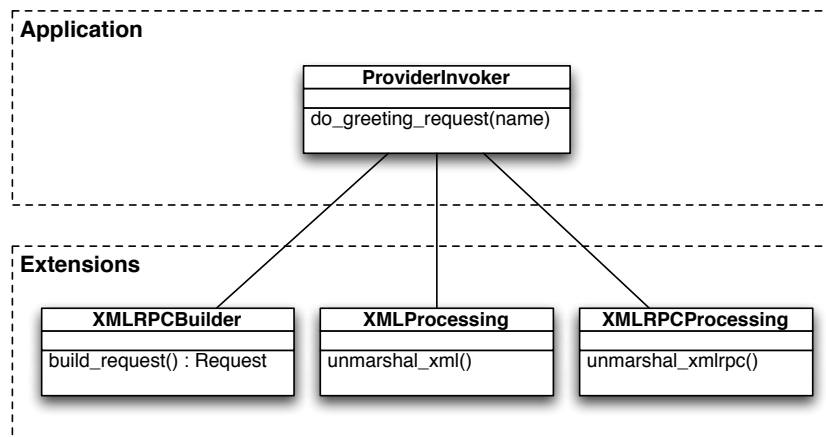 Application
ProviderInvoker
do_greeting_request(name)
Extensions
XMLRPCBuilder
build_request() : Request
XMLProcessing
unmarshal_xml()
XMLRPCProcessing
unmarshal_xmlrpc()